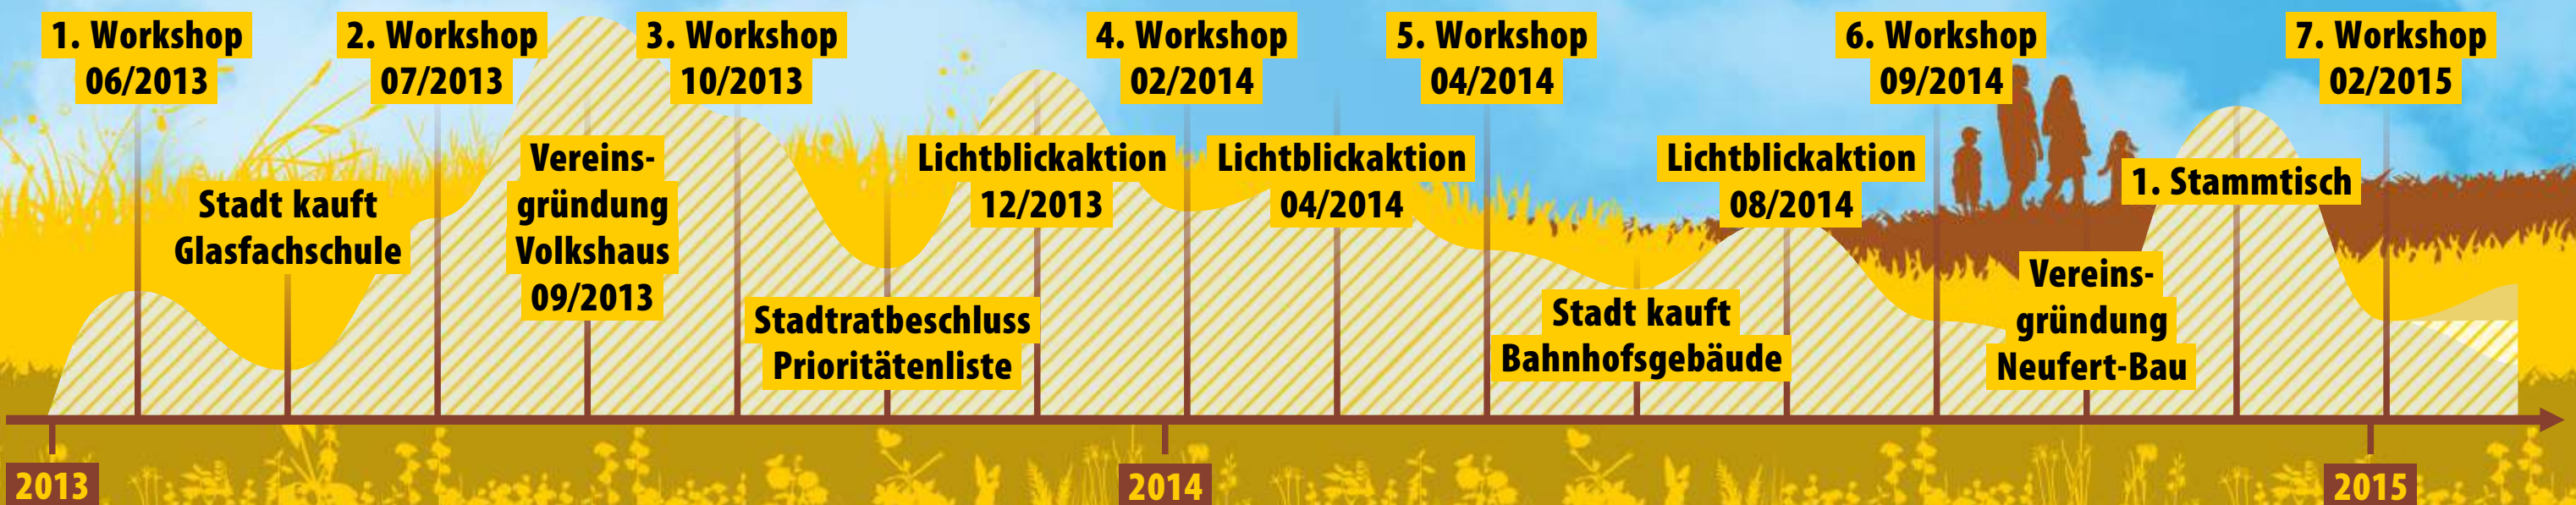 1. Workshop
06/2013
Stadt kauft
Glasfachschule
2. Workshop
07/2013
Vereins-
gründung
Volkshaus
09/2013
3. Workshop
10/2013
Stadtratbeschluss
Prioritätenliste
Lichtblickaktion
12/2013
4. Workshop
02/2014
Lichtblickaktion
04/2014
5. Workshop
04/2014
Stadt kauft
Bahnhofsgebäude
Lichtblickaktion
08/2014
6. Workshop
09/2014
Vereins-
gründung
Neufert-Bau
1. Stammtisch
7. Workshop
02/2015
2013
2014
2015